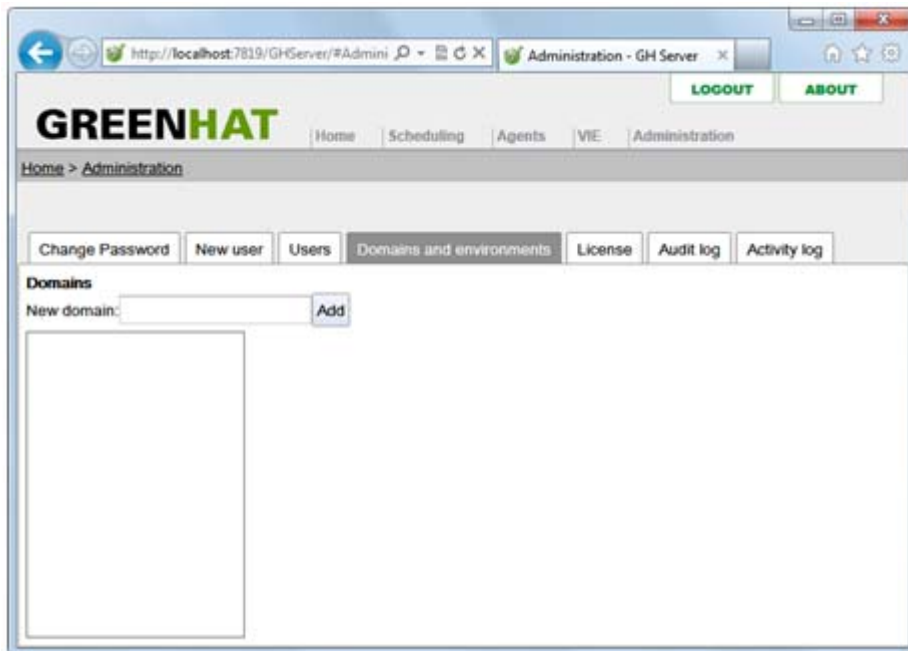 http://localhost:7819/GHServer/#Admini
Administration - GH Server
LOGOUT ABOUT
GREENHAT
Home Scheduling Agents VIE Administration
Home > Administration
Change Password New user Users Domains and environments License Audit log Activity log
Domains
New domain: Add